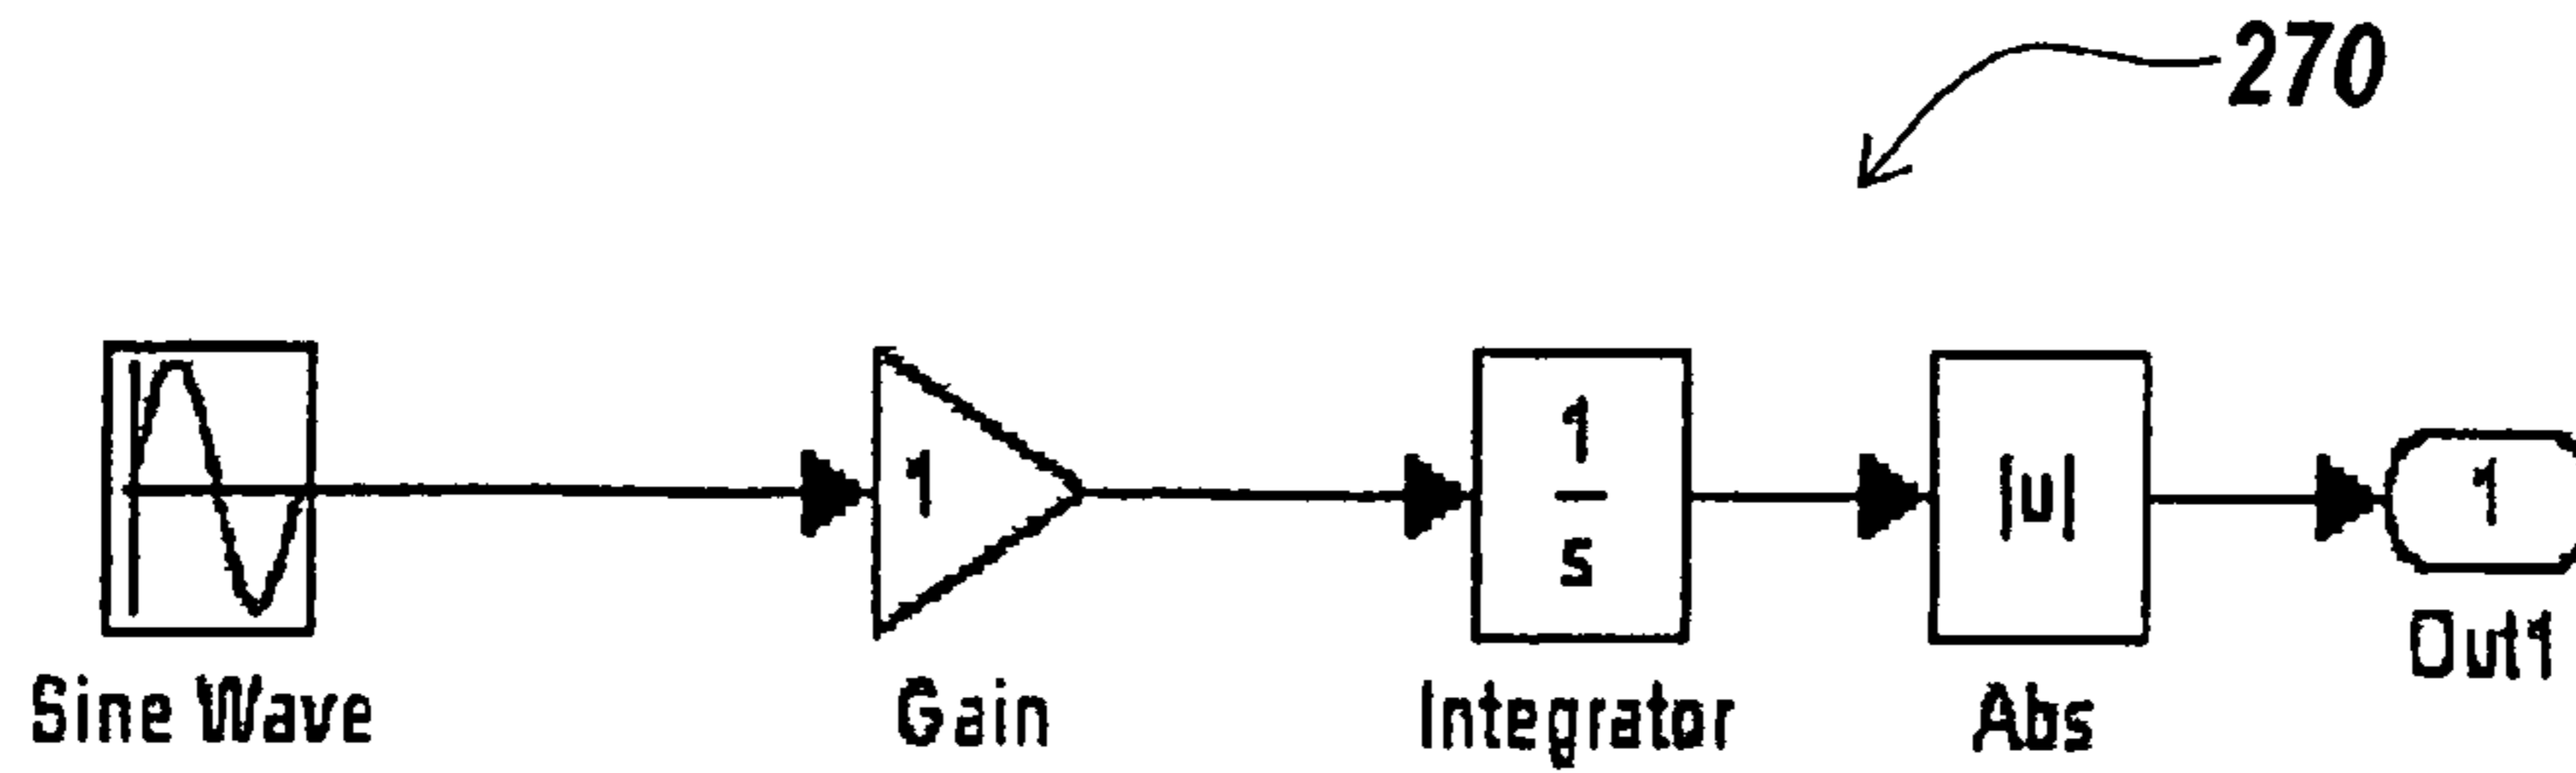 270
1
1
s
|u|
1
Sine Wave
Gain
Integrator
Abs
Out1